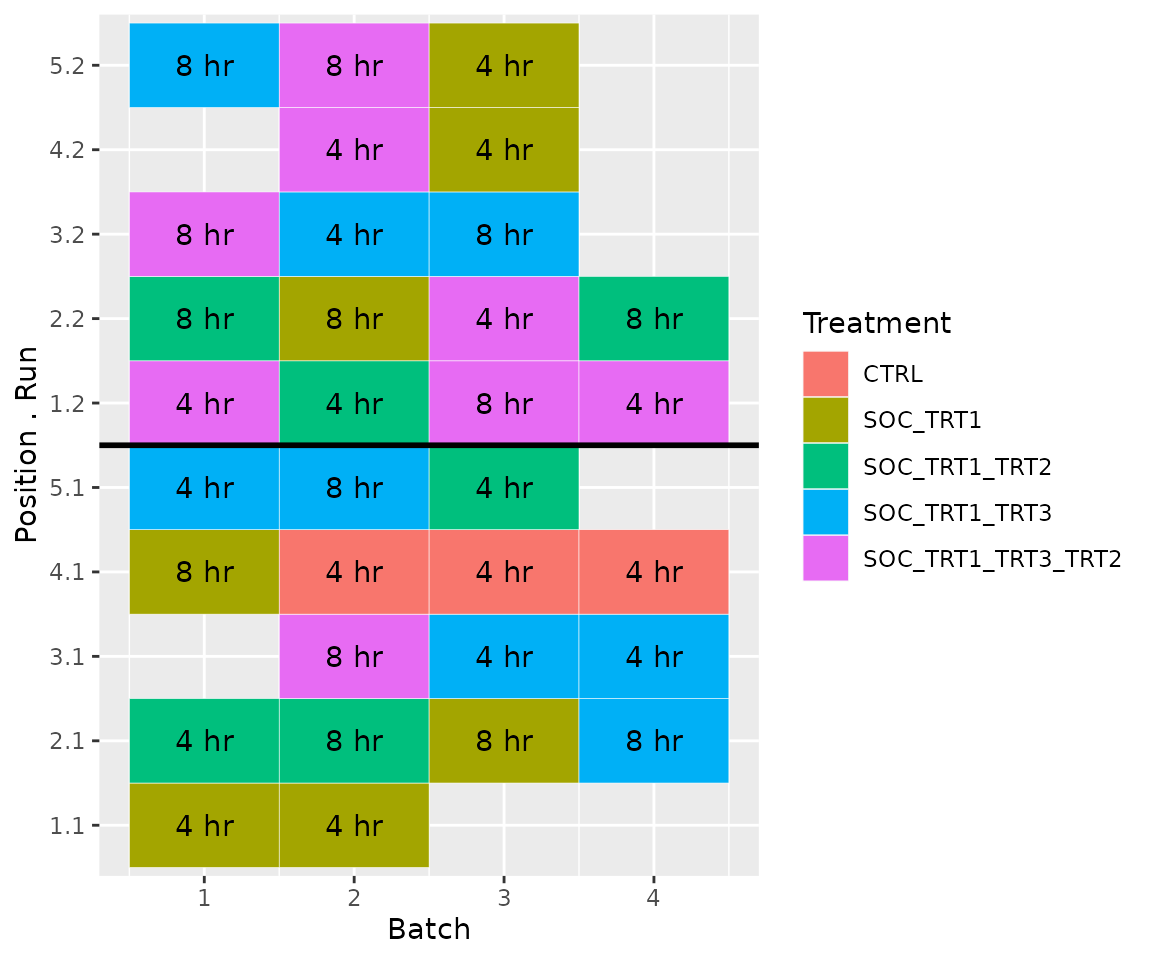 5.2 8 hr 8 hr 4 hr
4.2 4 hr 4 hr
3.2 8 hr 4 hr 8 hr
2.2 8 hr 8 hr 4 hr 8 hr
1.2 4 hr 4 hr 8 hr 4 hr
5.1 4 hr 8 hr 4 hr
4.1 8 hr 4 hr 4 hr 4 hr
3.1 8 hr 4 hr 4 hr
2.1 4 hr 8 hr 8 hr 8 hr
1.1 4 hr 4 hr
1 2 3 4
Batch
Position . Run
Treatment
CTRL
SOC_TRT1
SOC_TRT1_TRT2
SOC_TRT1_TRT3
SOC_TRT1_TRT3_TRT2